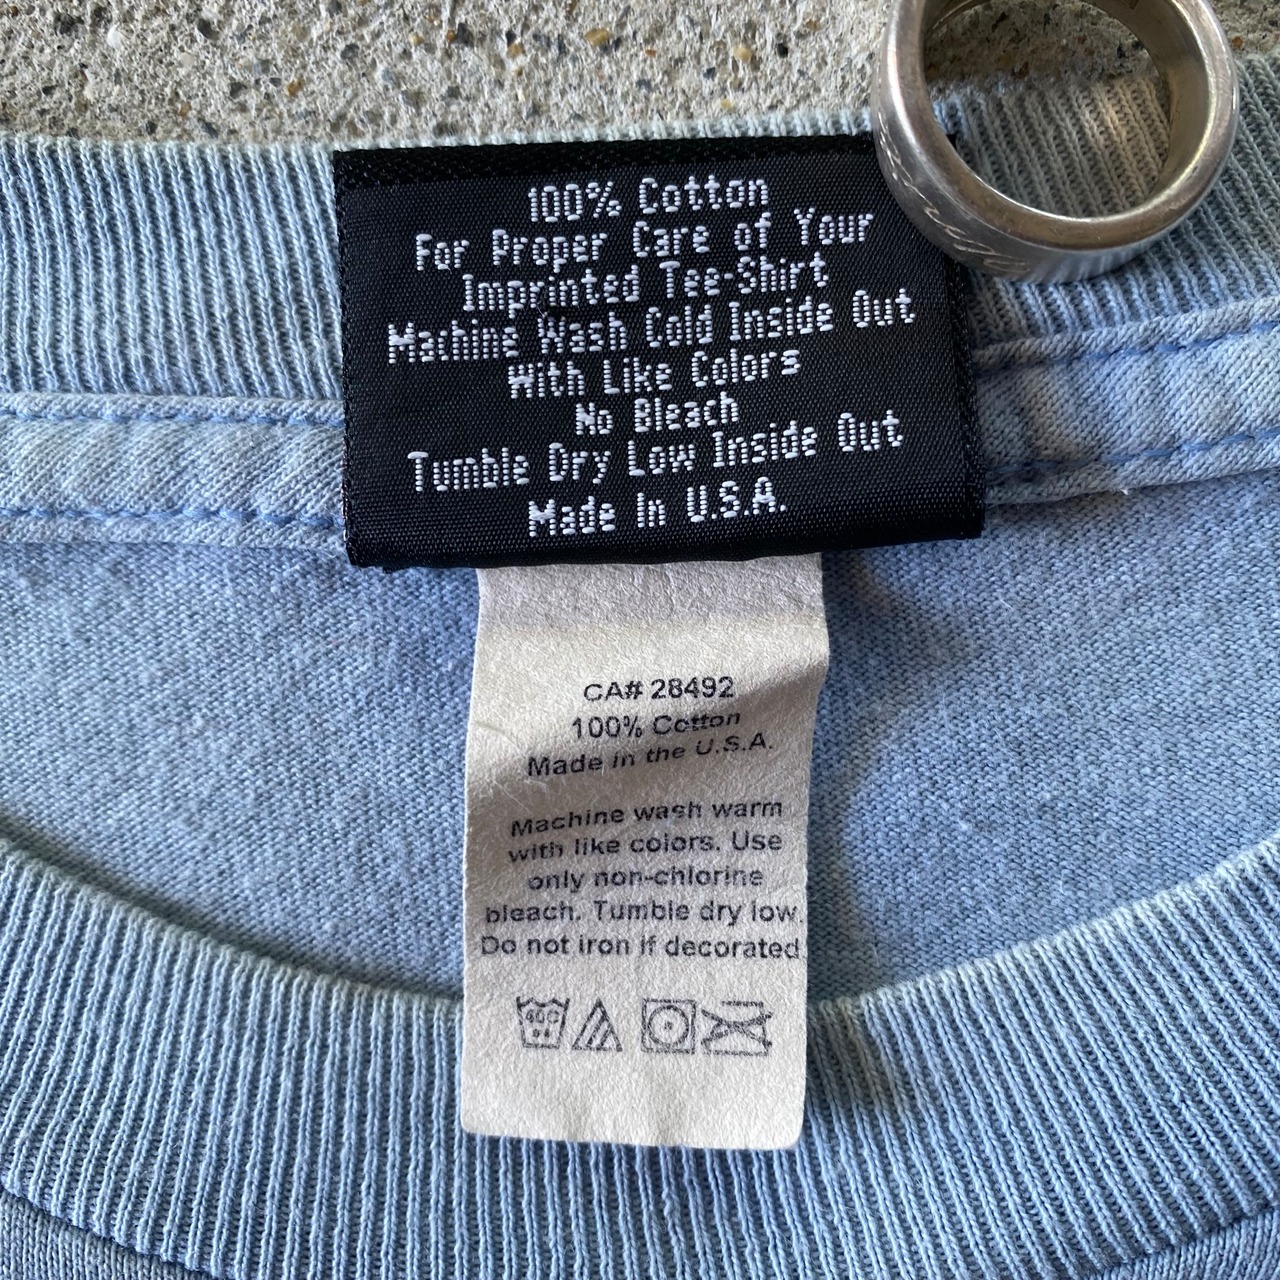 100% Cotton
For Proper Care of Your
Imprinted Tee-Shirt
Machine Wash Cold Inside Out
With Like Colors
No Bleach
Tumble Dry Low Inside Out
Made In U.S.A.
CA# 28492
100% Cotton
Made in the U.S.A.
Machine wash warm
with like colors. Use
only non-chlorine
bleach. Tumble dry low.
Do not iron if decorated
40C